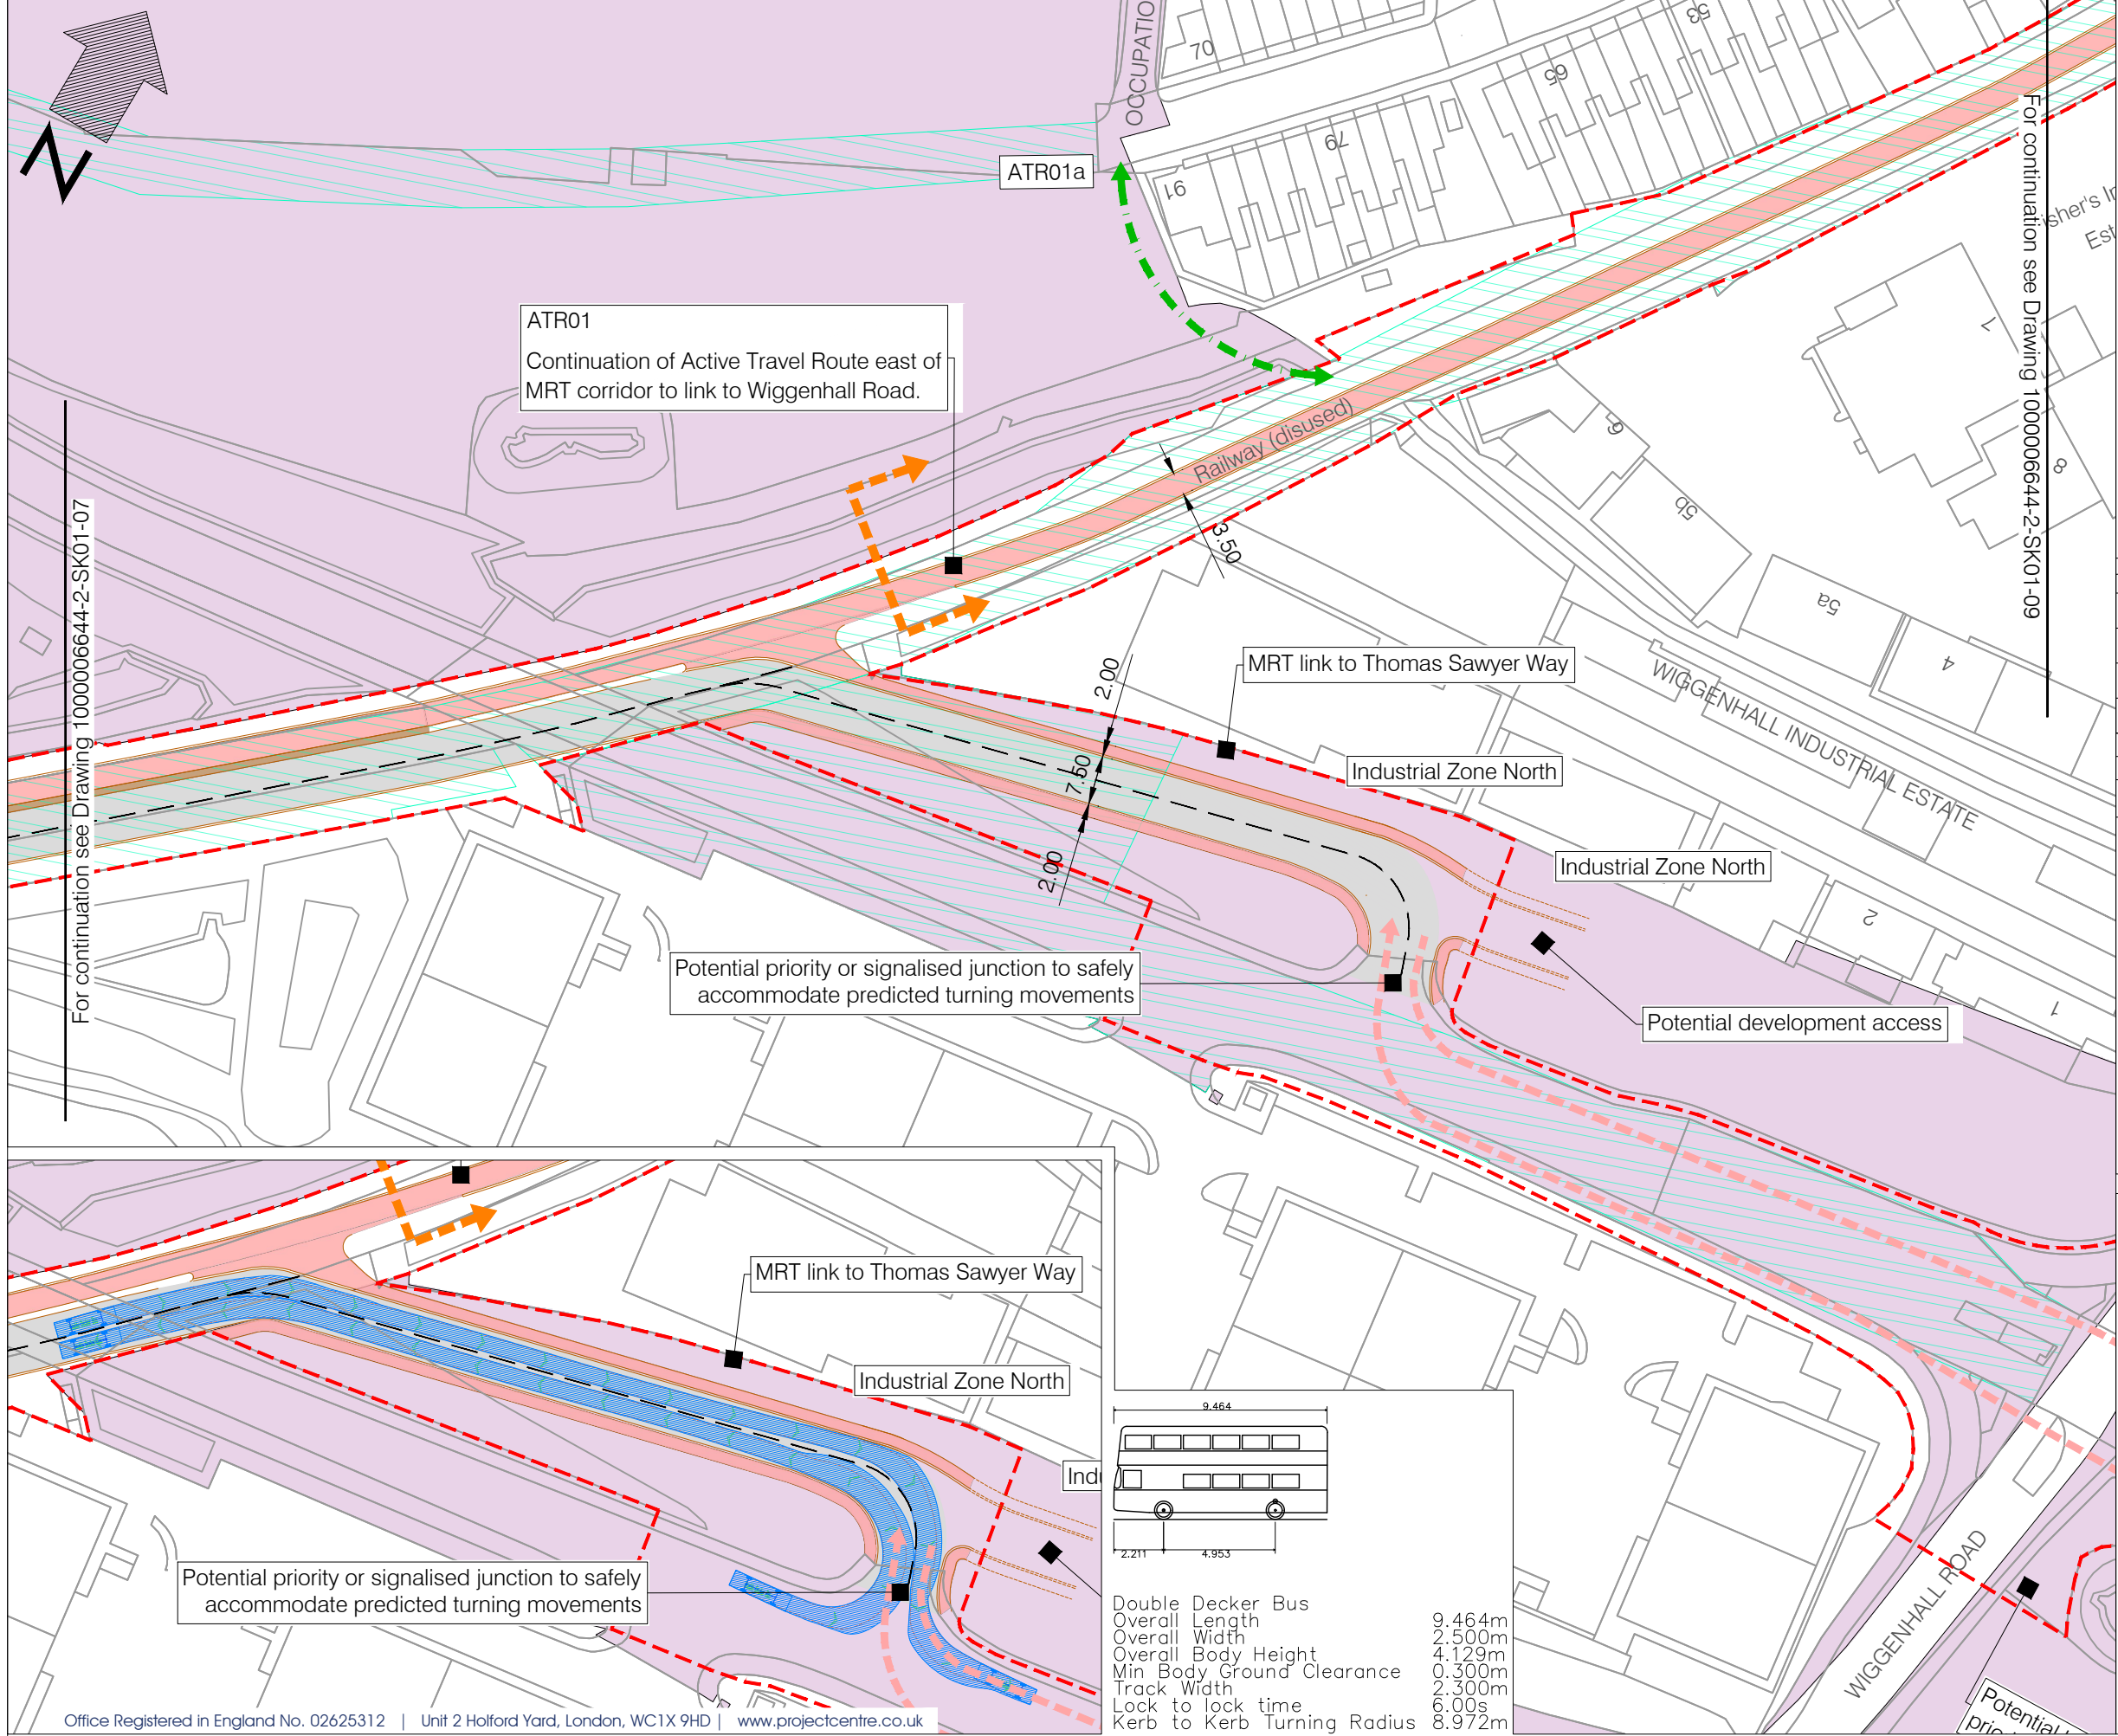 N
OCCUPATIO
70
53
65
79
91
ATR01a
For continuation see Drawing 1000006644-2-SK01-09
isher's In
Est
ATR01
Continuation of Active Travel Route east of
MRT corridor to link to Wiggenhall Road.
Railway (disused)
3.50
7
8
6
5b
5a
4
For continuation see Drawing 1000006644-2-SK01-07
MRT link to Thomas Sawyer Way
WIGGENHALL INDUSTRIAL ESTATE
2.00
7.50
2.00
Industrial Zone North
Industrial Zone North
2
1
Potential priority or signalised junction to safely
accommodate predicted turning movements
Potential development access
MRT link to Thomas Sawyer Way
Industrial Zone North
Ind
Potential priority or signalised junction to safely
accommodate predicted turning movements
9.464
2.211
4.953
Double Decker Bus
Overall Length 9.464m
Overall Width 2.500m
Overall Body Height 4.129m
Min Body Ground Clearance 0.300m
Track Width 2.300m
Lock to lock time 6.00s
Kerb to Kerb Turning Radius 8.972m
WIGGENHALL ROAD
Potential
Office Registered in England No. 02625312 | Unit 2 Holford Yard, London, WC1X 9HD | www.projectcentre.co.uk